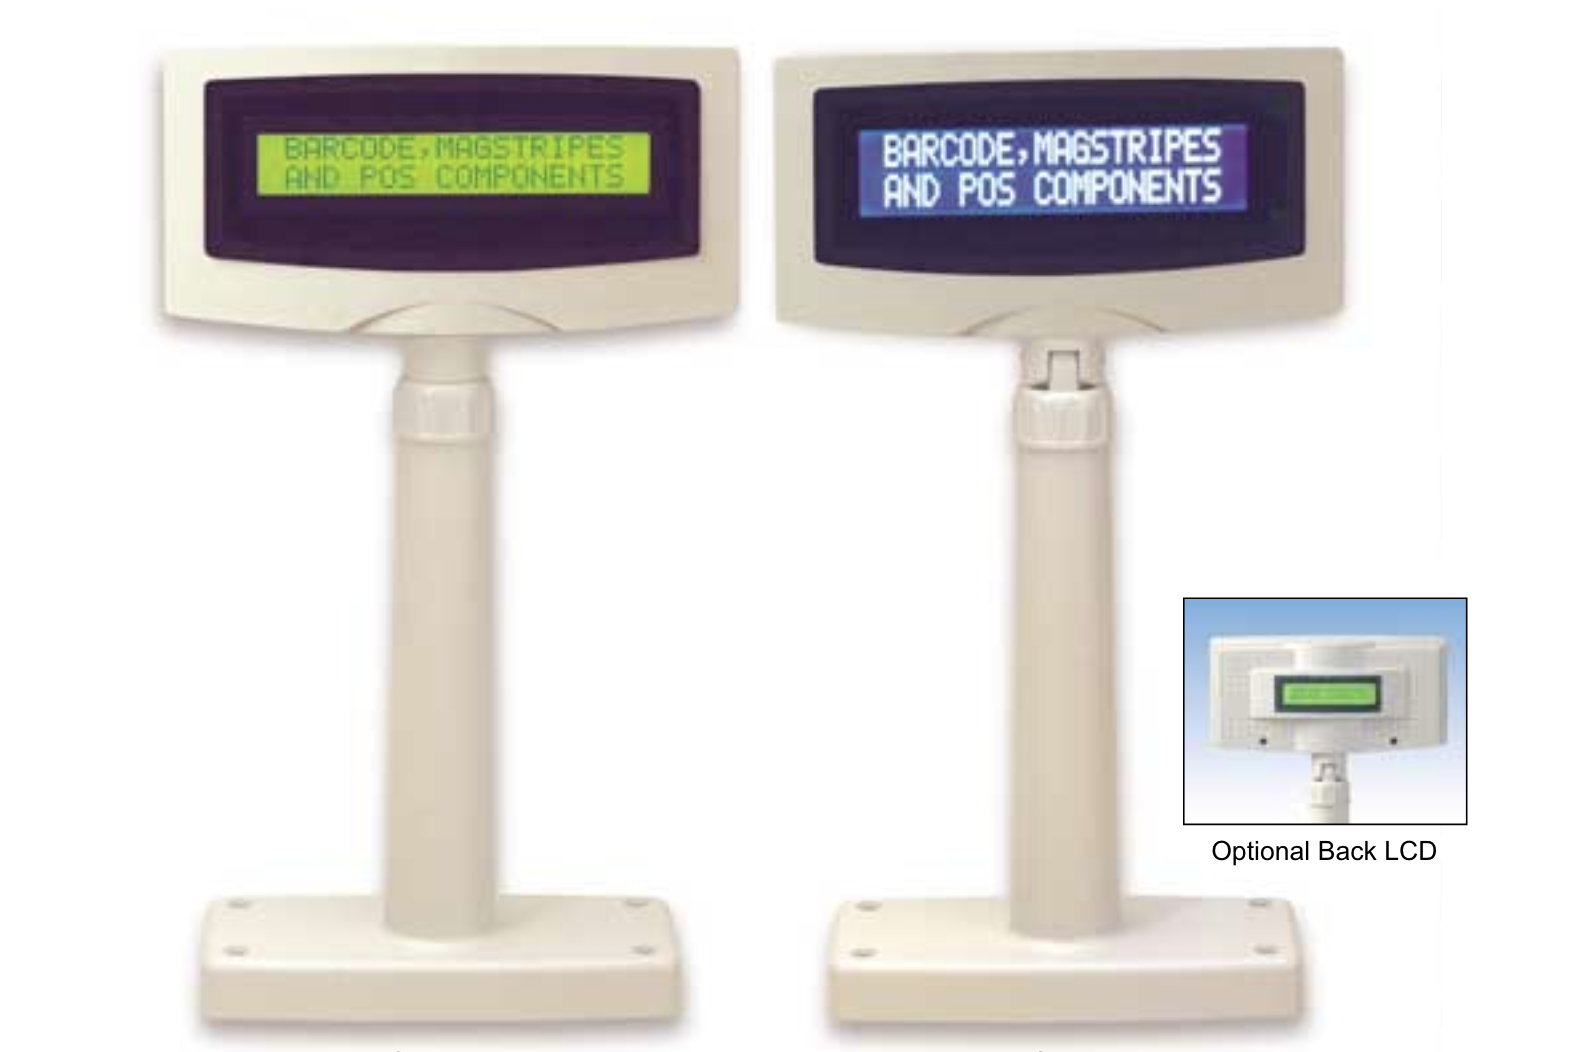 BARCODE,MAGSTRIPES
AND POS COMPONENTS
BARCODE,MAGSTRIPES
AND POS COMPONENTS
Optional Back LCD